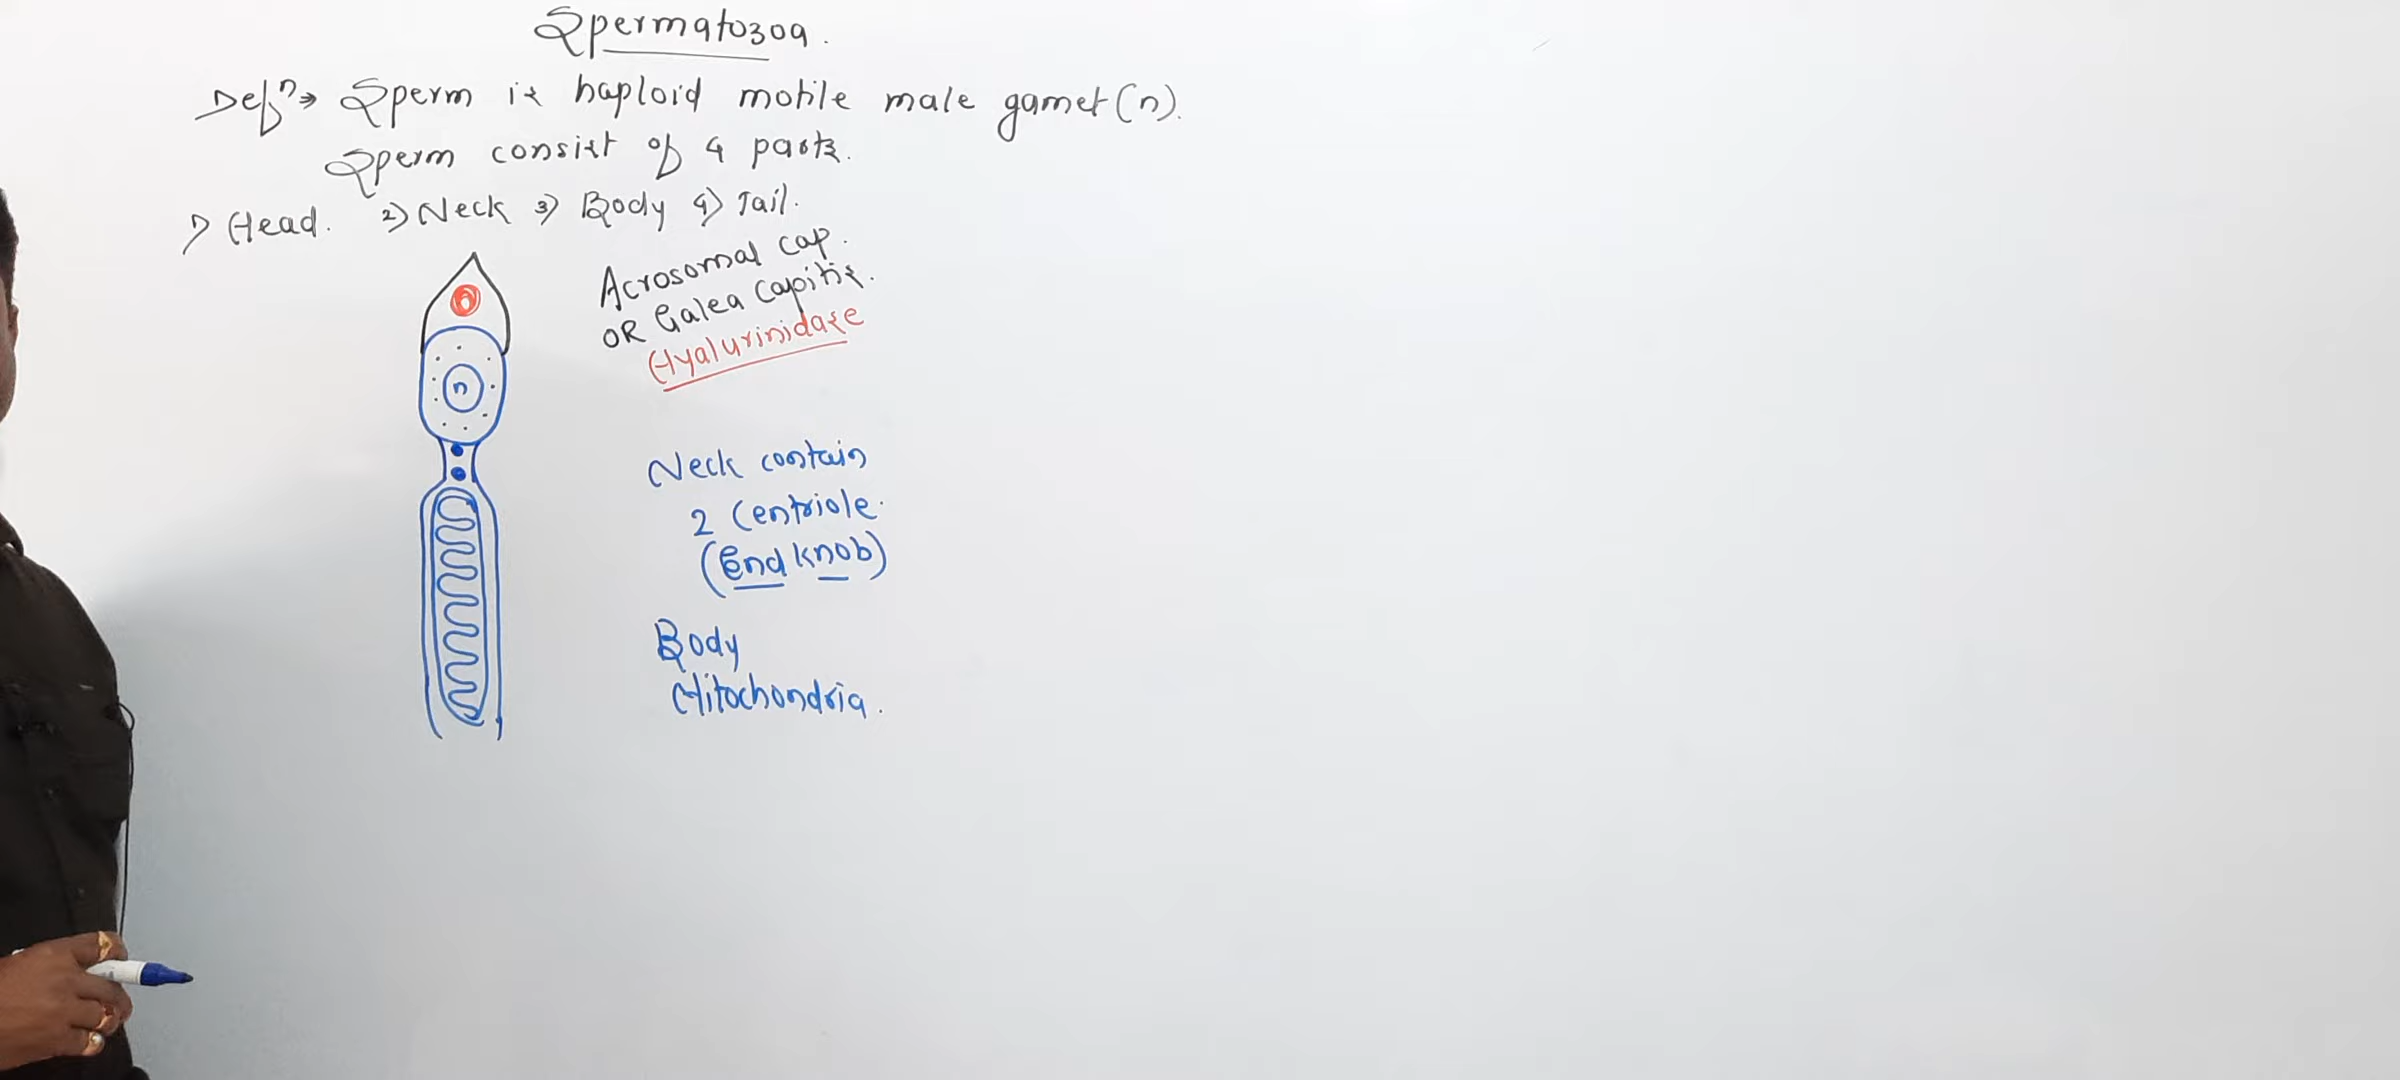 Spermatozoa.
Defn⇒ Sperm is haploid motile male gamet (n).
Sperm consist of 4 parts.
1) Head. 2) Neck 3) Body 4) Tail.
Acrosomal cap.
OR Galea Capitis.
Hyalurinidase
n
Neck contain
2 Centriole.
(End knob)
Body
Mitochondria.